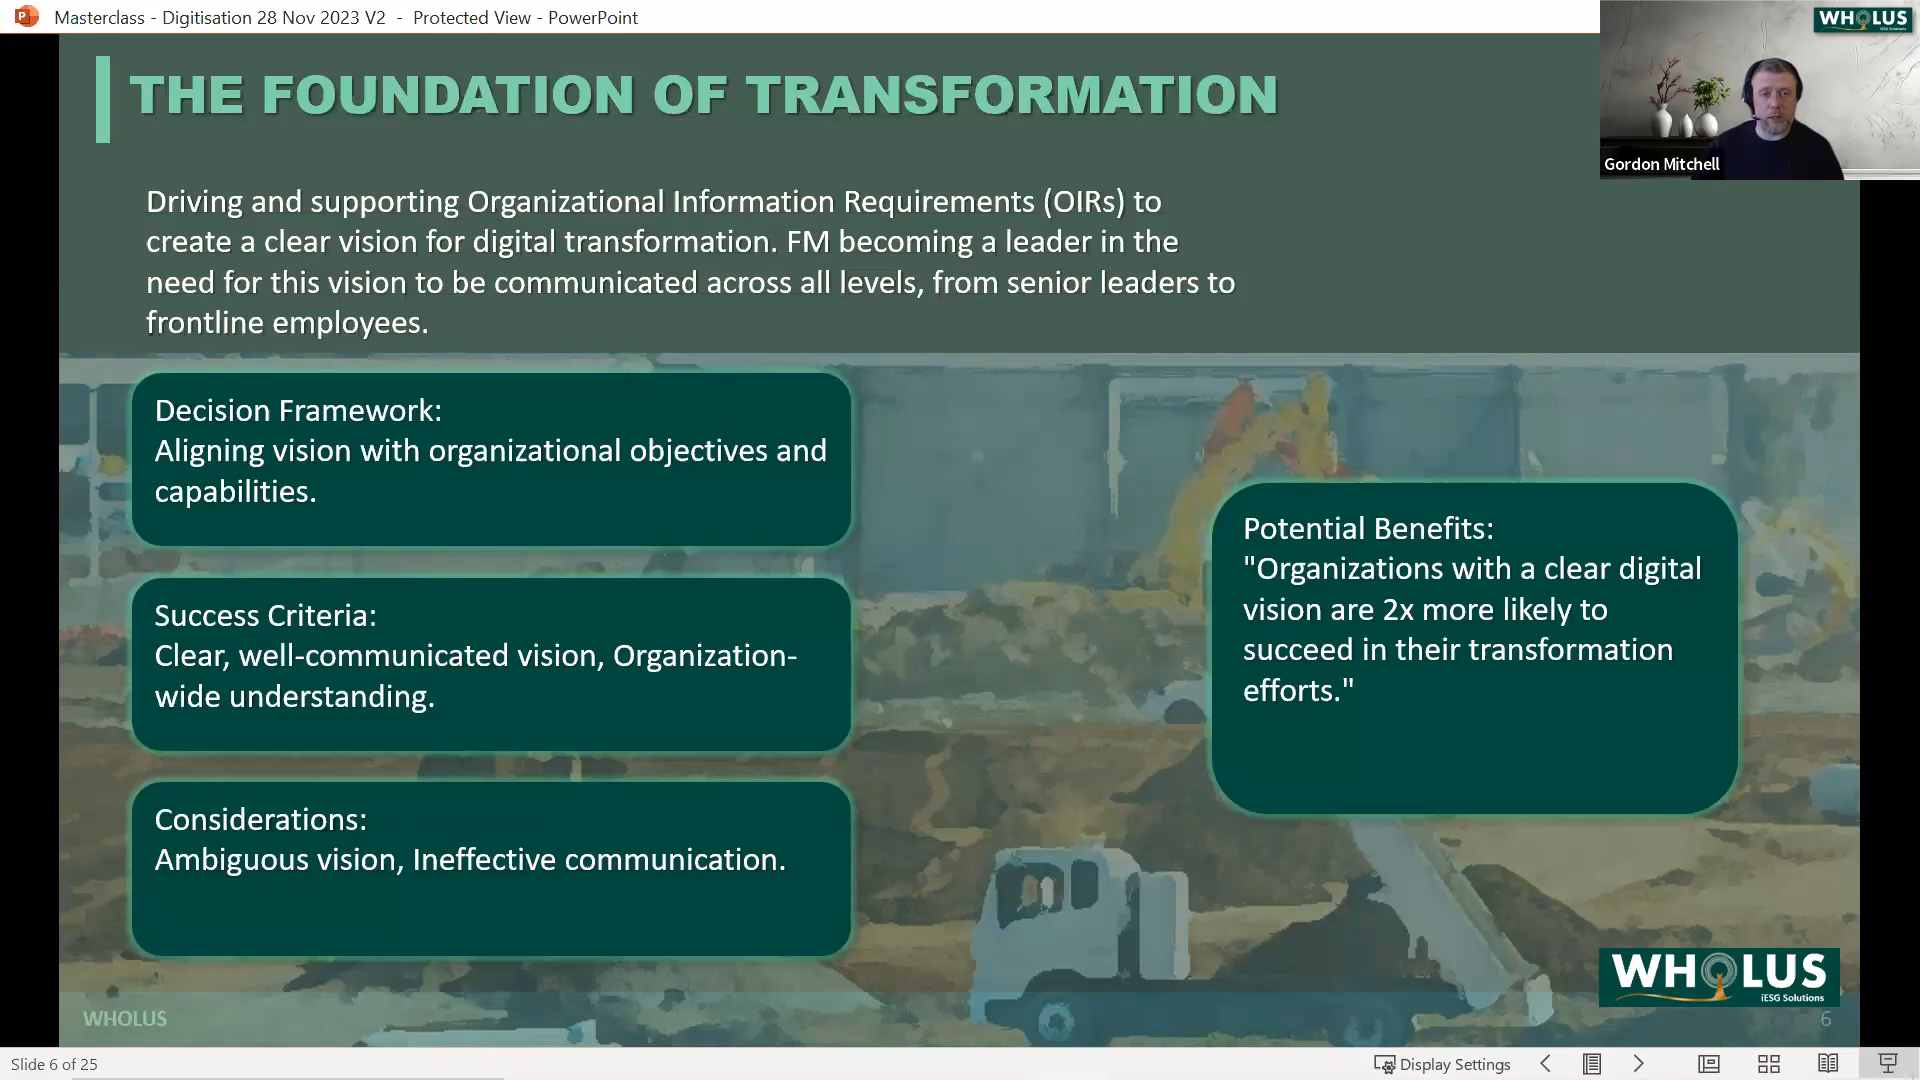 Masterclass - Digitisation 28 Nov 2023 V2 - Protected View - PowerPoint
WHOLUS
iESG Solutions
Gordon Mitchell
THE FOUNDATION OF TRANSFORMATION
Driving and supporting Organizational Information Requirements (OIRs) to
create a clear vision for digital transformation. FM becoming a leader in the
need for this vision to be communicated across all levels, from senior leaders to
frontline employees.
Decision Framework:
Aligning vision with organizational objectives and
capabilities.
Success Criteria:
Clear, well-communicated vision, Organization-
wide understanding.
Considerations:
Ambiguous vision, Ineffective communication.
Potential Benefits:
"Organizations with a clear digital
vision are 2x more likely to
succeed in their transformation
efforts."
WHOLUS
iESG Solutions
WHOLUS
6
Slide 6 of 25
Display Settings